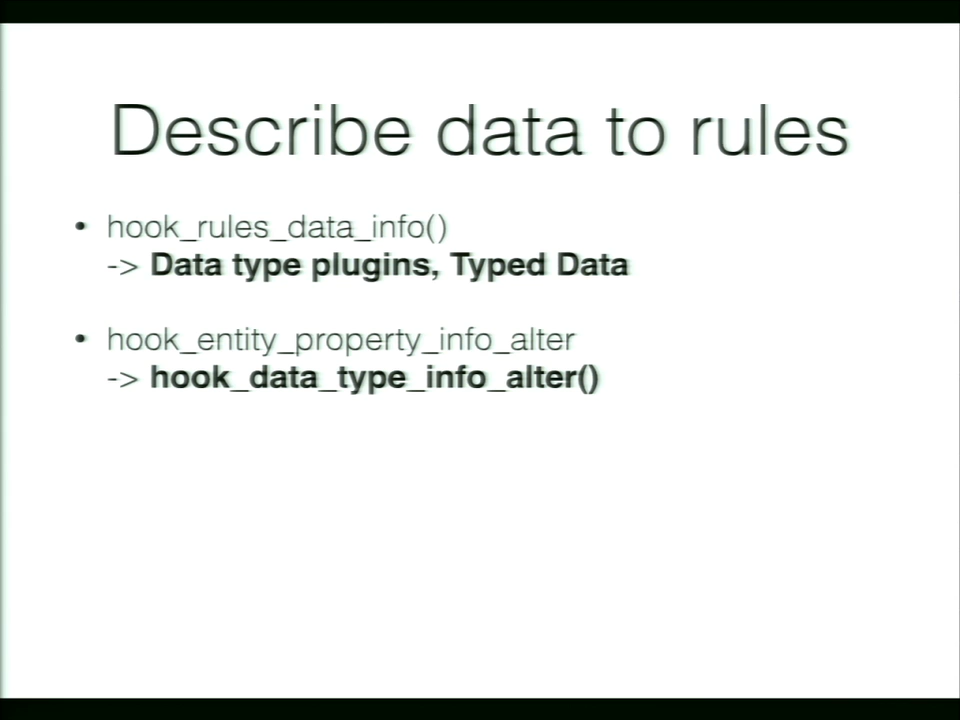 Describe data to rules
• hook_rules_data_info()
-> Data type plugins, Typed Data
• hook_entity_property_info_alter
-> hook_data_type_info_alter()